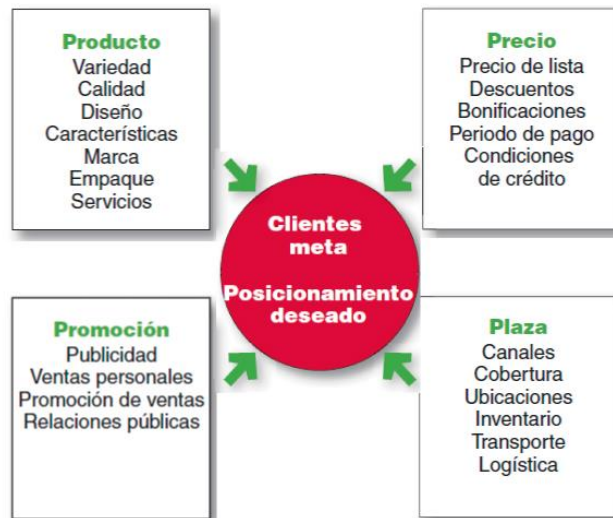 Producto
Variedad
Calidad
Diseño
Características
Marca
Empaque
Servicios
Precio
Precio de lista
Descuentos
Bonificaciones
Periodo de pago
Condiciones
de crédito
Clientes
meta
Posicionamiento
deseado
Promoción
Publicidad
Ventas personales
Promoción de ventas
Relaciones públicas
Plaza
Canales
Cobertura
Ubicaciones
Inventario
Transporte
Logística